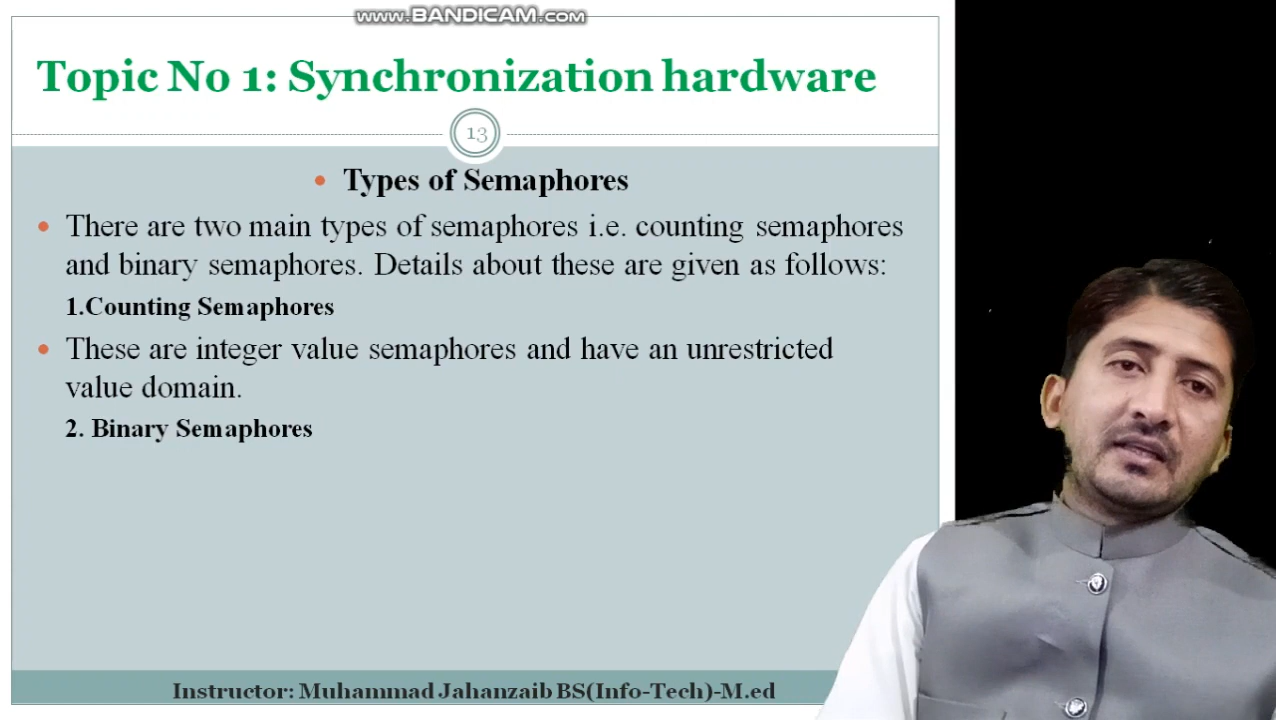 www.BANDICAM.com
Topic No 1: Synchronization hardware
13
• Types of Semaphores
• There are two main types of semaphores i.e. counting semaphores
and binary semaphores. Details about these are given as follows:
1.Counting Semaphores
• These are integer value semaphores and have an unrestricted
value domain.
2. Binary Semaphores
Instructor: Muhammad Jahanzaib BS(Info-Tech)-M.ed